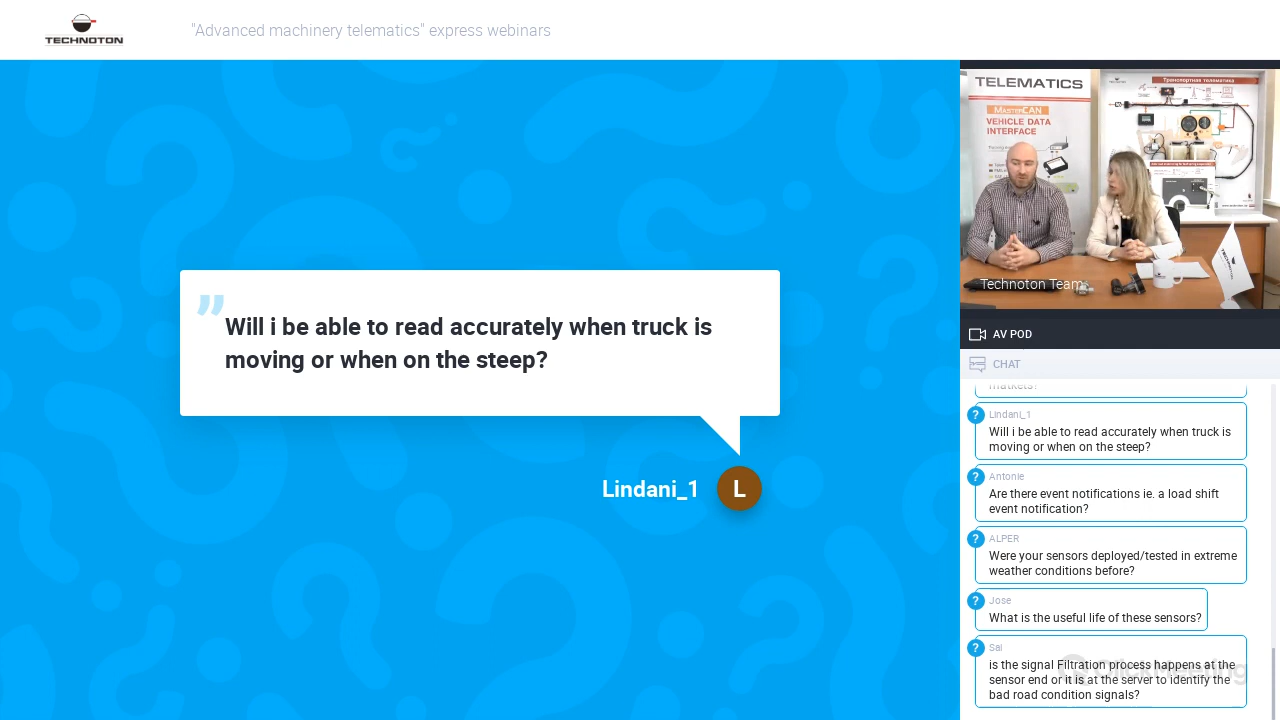 TECHNOTON
"Advanced machinery telematics" express webinars
”
Will i be able to read accurately when truck is
moving or when on the steep?
Lindani_1
L
TELEMATICS
MASTERCAN
VEHICLE DATA
INTERFACE
Транспортная телематика
Technoton Team
AV POD
CHAT
markets?
? Lindani_1
Will i be able to read accurately when truck is
moving or when on the steep?
? Antonie
Are there event notifications ie. a load shift
event notification?
? ALPER
Were your sensors deployed/tested in extreme
weather conditions before?
? Jose
What is the useful life of these sensors?
? Sai
is the signal Filtration process happens at the
sensor end or it is at the server to identify the
bad road condition signals?